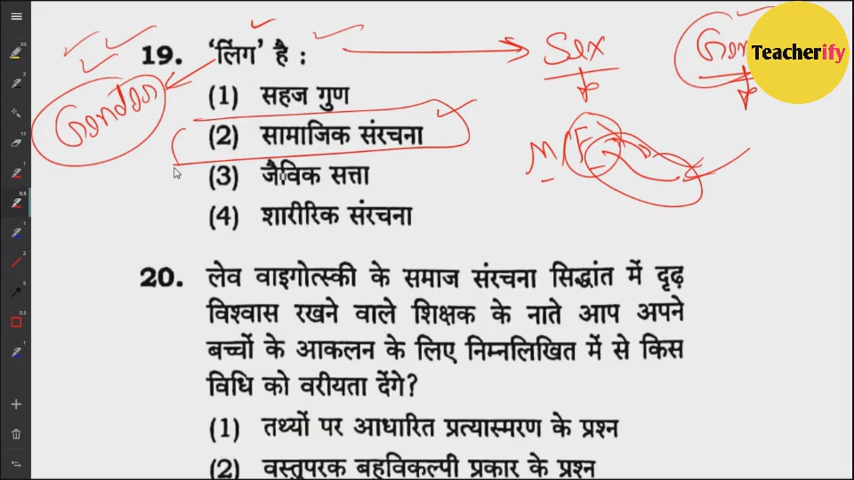 19. 'लिंग' है :
Sex
Teacherify
Gender
(1) सहज गुण
(2) सामाजिक संरचना
M/F
(3) जैविक सत्ता
(4) शारीरिक संरचना
20. लेव वाइगोत्स्की के समाज संरचना सिद्धांत में दृढ़
विश्वास रखने वाले शिक्षक के नाते आप अपने
बच्चों के आकलन के लिए निम्नलिखित में से किस
विधि को वरीयता देंगे?
(1) तथ्यों पर आधारित प्रत्यास्मरण के प्रश्न
(2) वस्तुपरक बहुविकल्पी प्रकार के प्रश्न